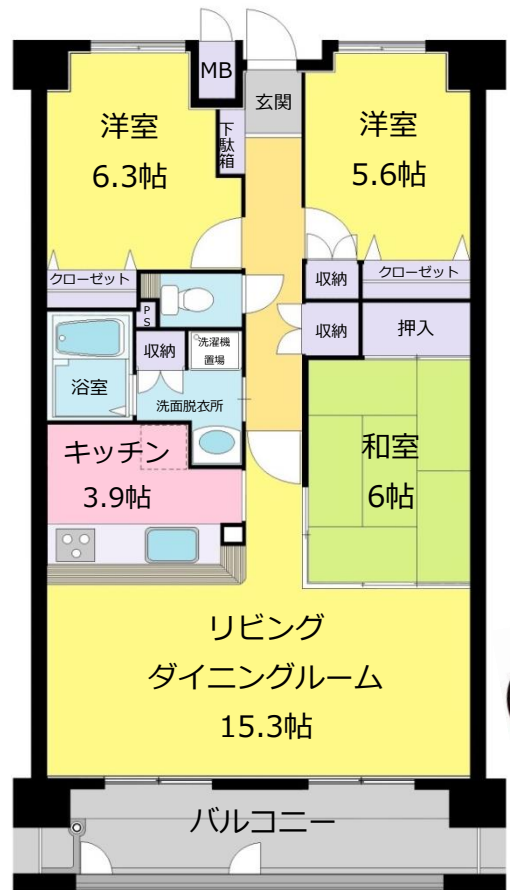 MB
玄関
下駄箱
洋室
6.3帖
洋室
5.6帖
クローゼット
収納
クローゼット
PS
収納
洗濯機
置場
収納
押入
浴室
洗面脱衣所
キッチン
3.9帖
和室
6帖
リビング
ダイニングルーム
15.3帖
バルコニー